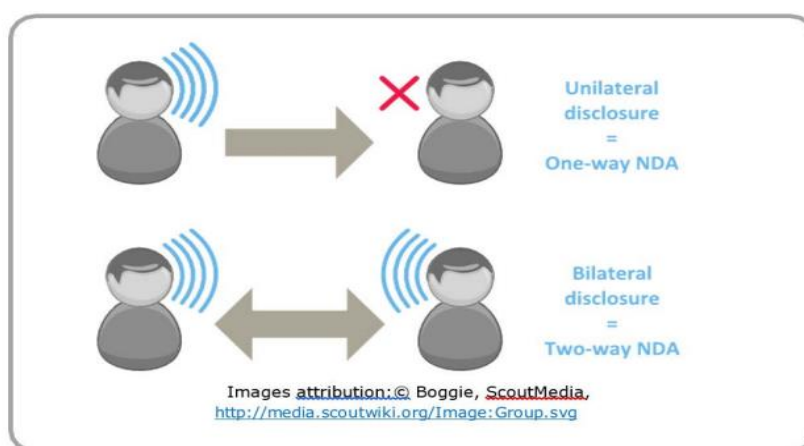 Unilateral
disclosure
=
One-way NDA
Bilateral
disclosure
=
Two-way NDA
Images attribution:© Boggie, ScoutMedia,
http://media.scoutwiki.org/Image:Group.svg